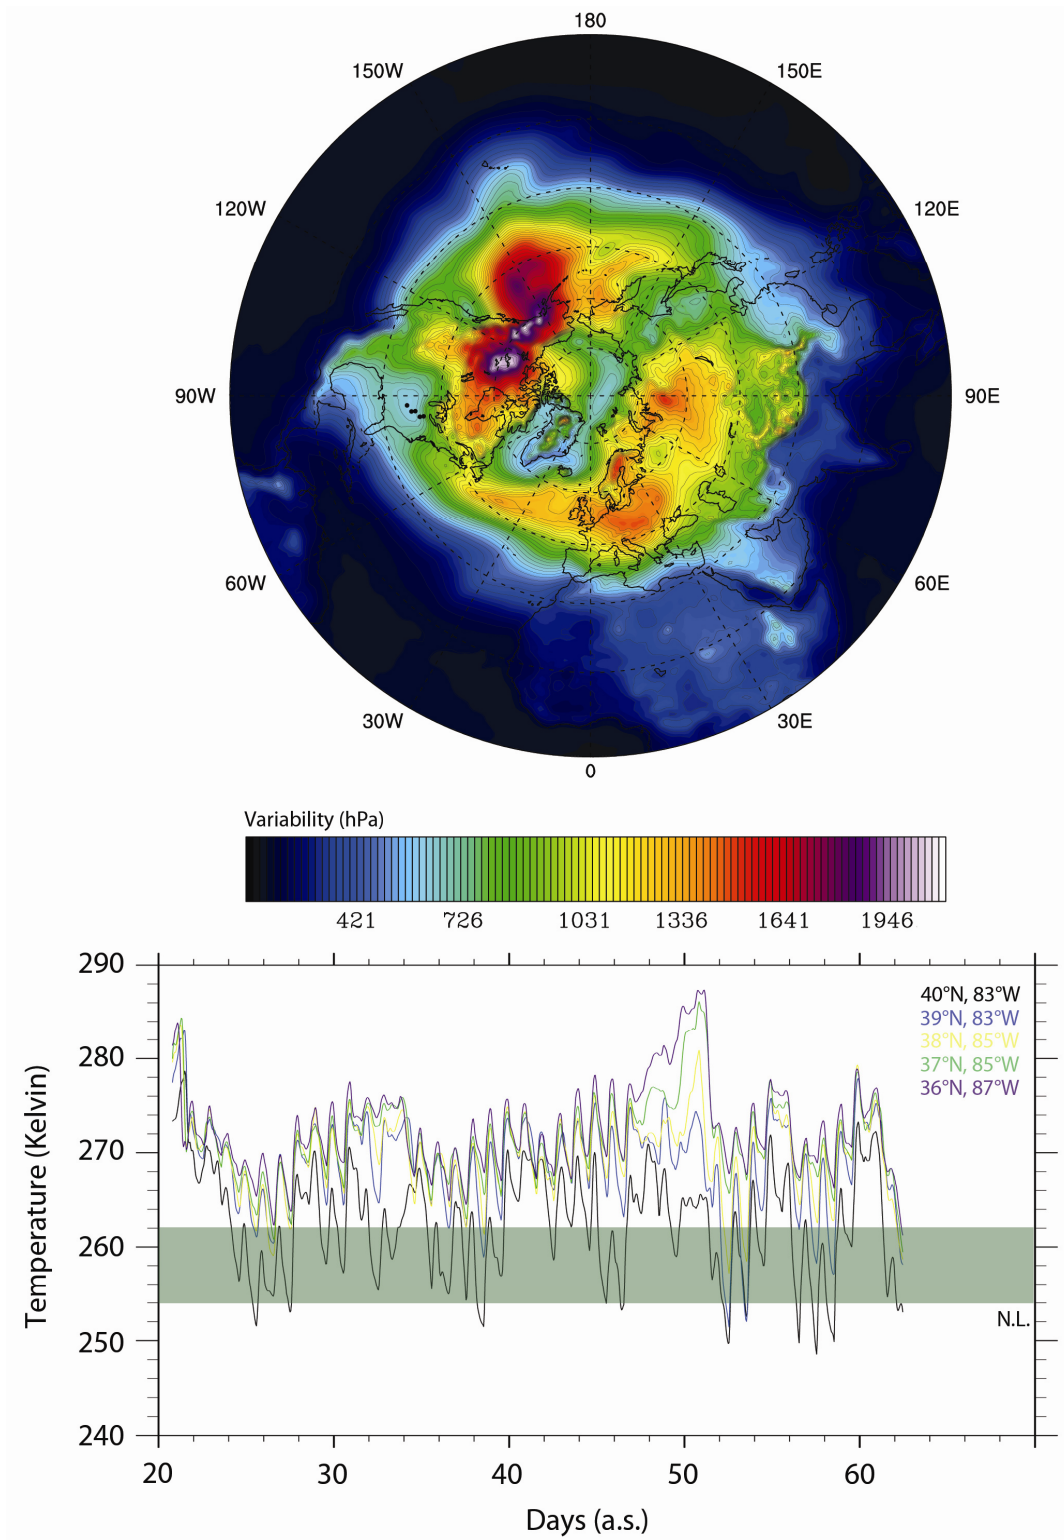 180
150W 150E
120W 120E
90W 90E
60W 60E
30W 30E
0
Variability (hPa)
421 726 1031 1336 1641 1946
290
280
270
260
250
240
Temperature (Kelvin)
40°N, 83°W
39°N, 83°W
38°N, 85°W
37°N, 85°W
36°N, 87°W
N.L.
20 30 40 50 60
Days (a.s.)